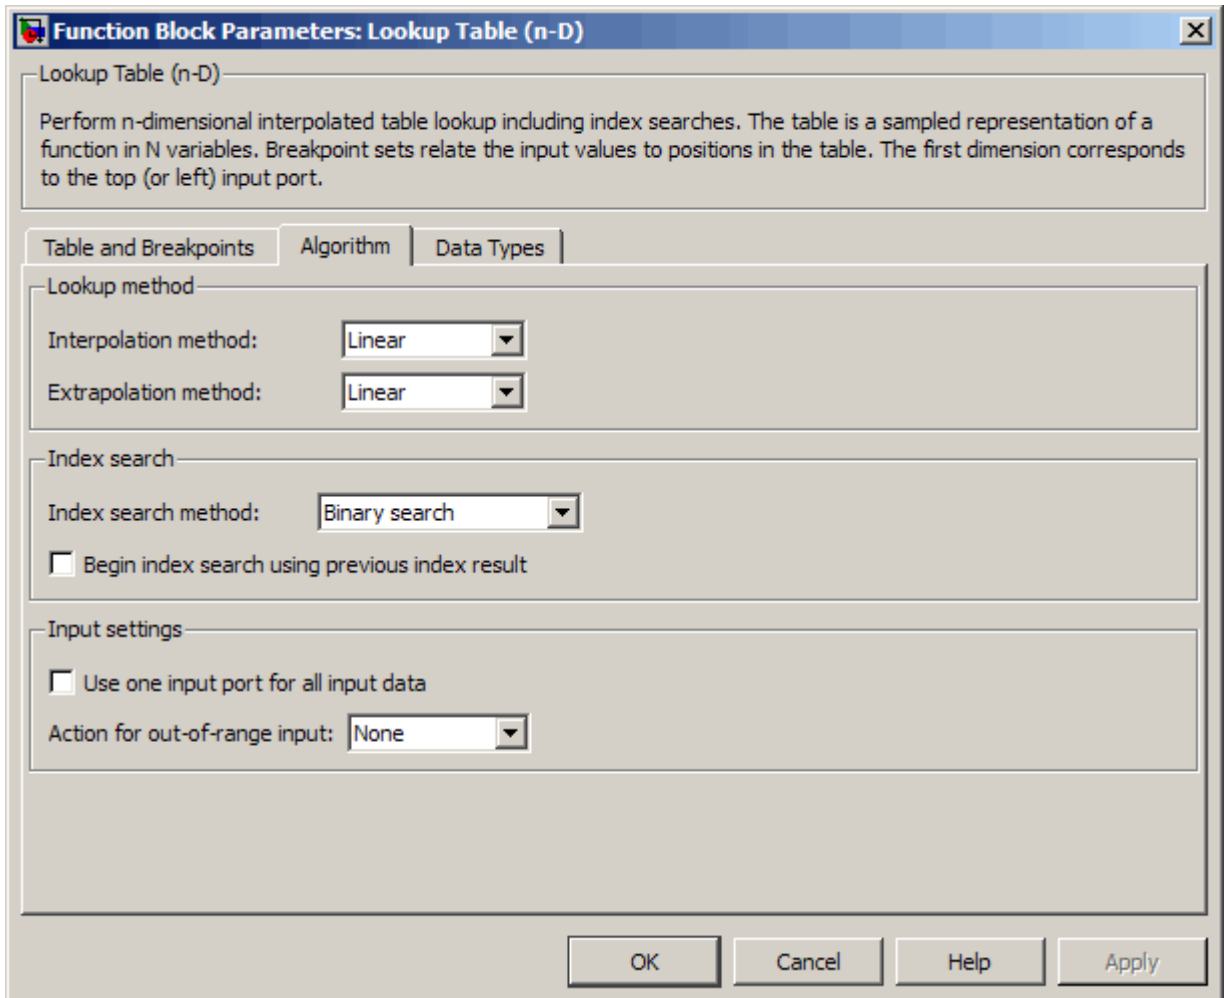 Function Block Parameters: Lookup Table (n-D)
Lookup Table (n-D)
Perform n-dimensional interpolated table lookup including index searches. The table is a sampled representation of a
function in N variables. Breakpoint sets relate the input values to positions in the table. The first dimension corresponds
to the top (or left) input port.
Table and Breakpoints Algorithm Data Types
Lookup method
Interpolation method: Linear
Extrapolation method: Linear
Index search
Index search method: Binary search
Begin index search using previous index result
Input settings
Use one input port for all input data
Action for out-of-range input: None
OK Cancel Help Apply